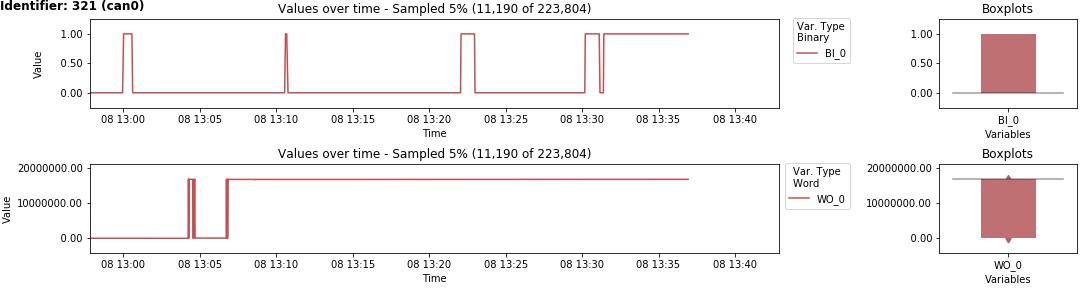 Identifier: 321 (can0)
Values over time - Sampled 5% (11,190 of 223,804)
Boxplots
Value
1.00
0.50
0.00
08 13:00
08 13:05
08 13:10
08 13:15
08 13:20
08 13:25
08 13:30
08 13:35
08 13:40
Time
Var. Type
Binary
BI_0
1.00
0.50
0.00
BI_0
Variables
Values over time - Sampled 5% (11,190 of 223,804)
Boxplots
Value
20000000.00
10000000.00
0.00
08 13:00
08 13:05
08 13:10
08 13:15
08 13:20
08 13:25
08 13:30
08 13:35
08 13:40
Time
Var. Type
Word
WO_0
20000000.00
10000000.00
0.00
WO_0
Variables